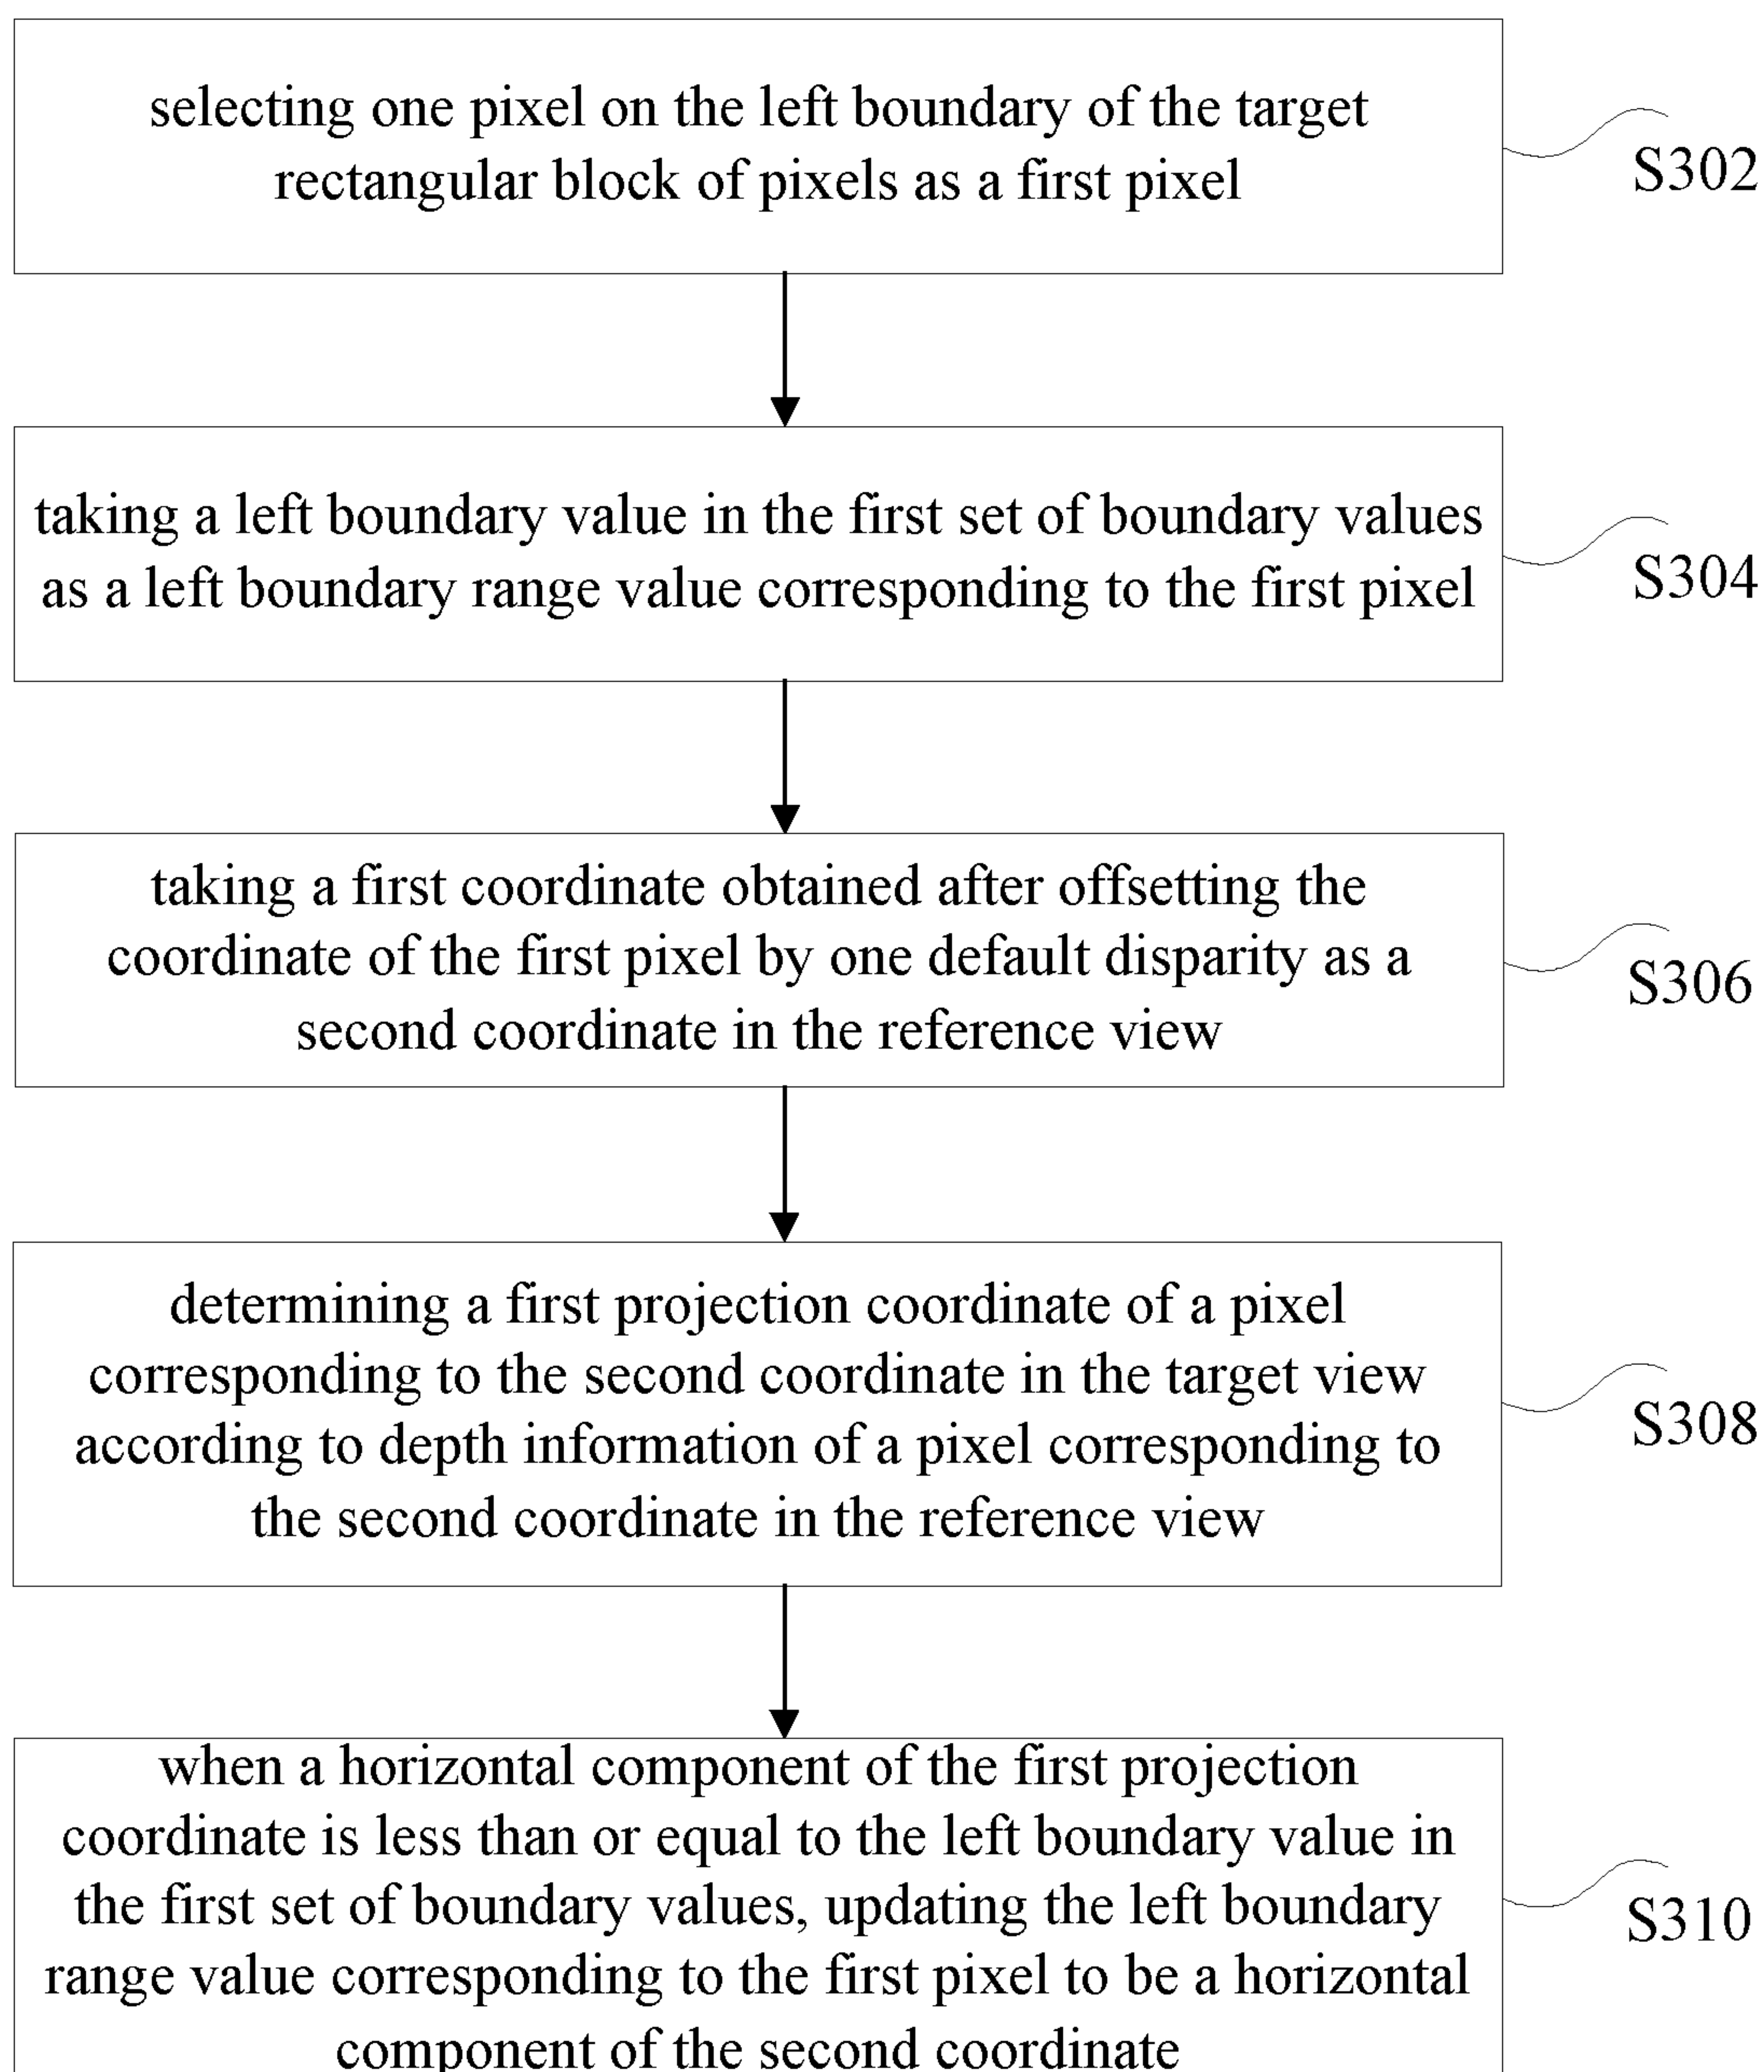 selecting one pixel on the left boundary of the target
rectangular block of pixels as a first pixel
S302
taking a left boundary value in the first set of boundary values
as a left boundary range value corresponding to the first pixel
S304
taking a first coordinate obtained after offsetting the
coordinate of the first pixel by one default disparity as a
second coordinate in the reference view
S306
determining a first projection coordinate of a pixel
corresponding to the second coordinate in the target view
according to depth information of a pixel corresponding to
the second coordinate in the reference view
S308
when a horizontal component of the first projection
coordinate is less than or equal to the left boundary value in
the first set of boundary values, updating the left boundary
range value corresponding to the first pixel to be a horizontal
component of the second coordinate
S310